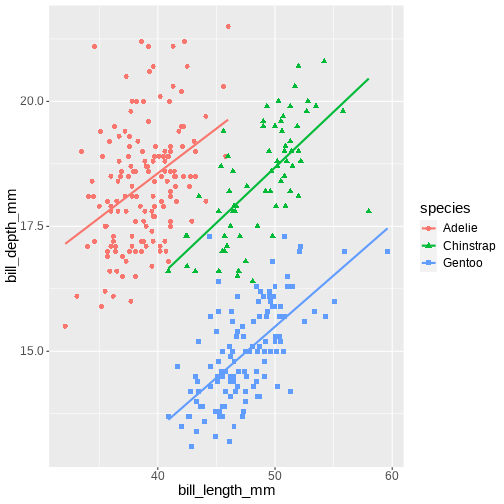 20.0
17.5
15.0
40
50
60
bill_length_mm
bill_depth_mm
species
Adelie
Chinstrap
Gentoo